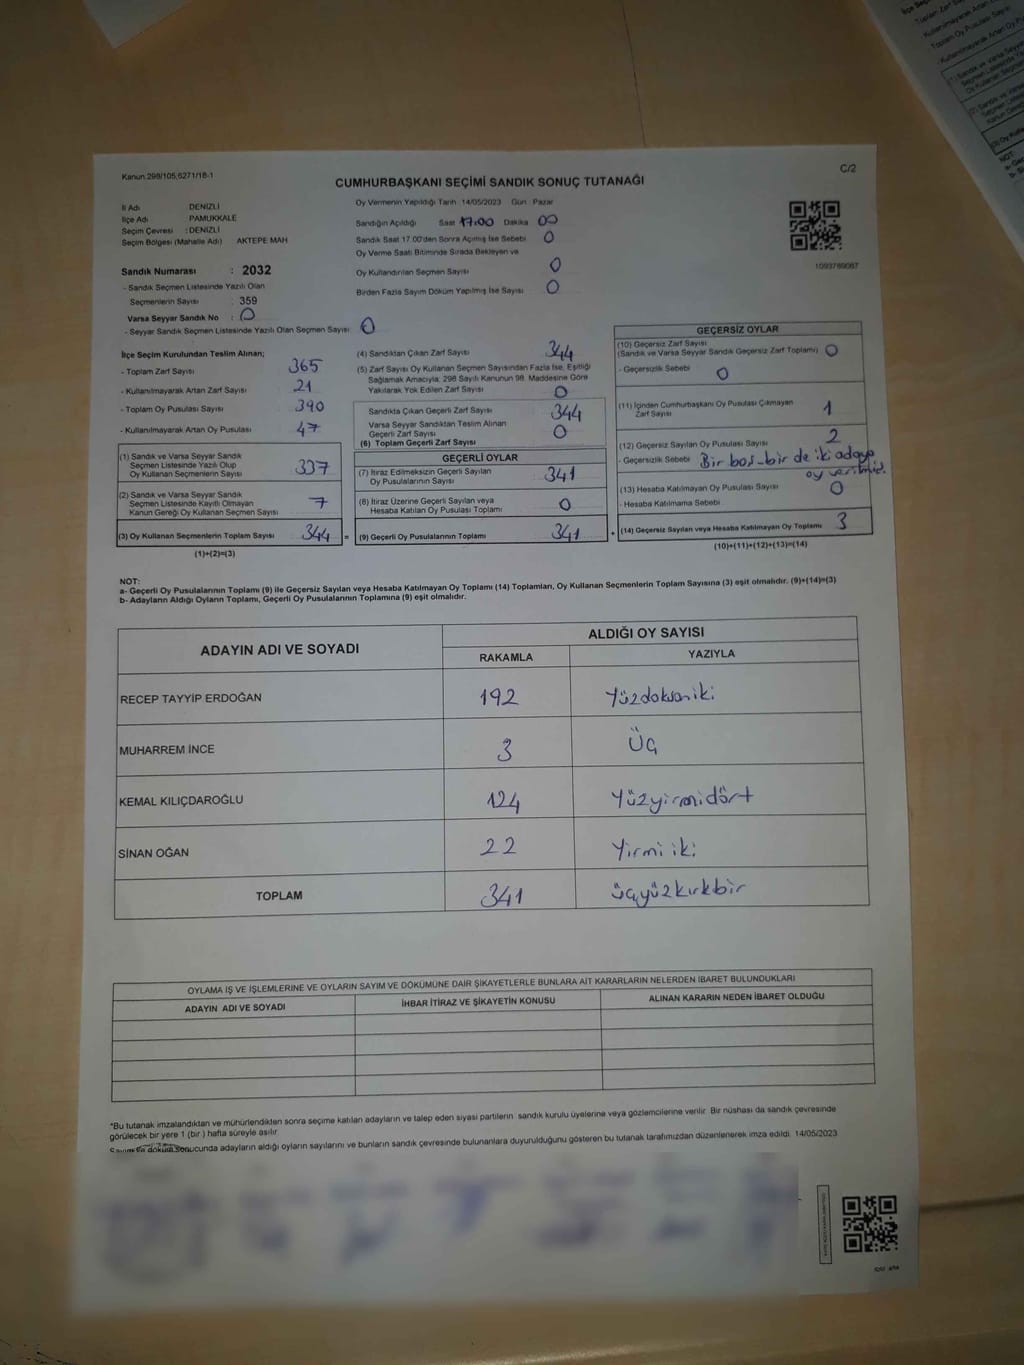 Kanun.298/105,6271/18-1
C/2
CUMHURBAŞKANI SEÇİMİ SANDIK SONUÇ TUTANAĞI
İl Adı DENİZLİ
İlçe Adı PAMUKKALE
Seçim Çevresi : DENİZLİ
Seçim Bölgesi (Mahalle Adı) AKTEPE MAH
Sandık Numarası : 2032
- Sandık Seçmen Listesinde Yazılı Olan
Seçmenlerin Sayısı : 359
Varsa Seyyar Sandık No : 0
- Seyyar Sandık Seçmen Listesinde Yazılı Olan Seçmen Sayısı 0
Oy Vermenin Yapıldığı Tarih 14/05/2023 Gün Pazar
Sandığın Açıldığı Saat 17:00 Dakika 00
Sandık Saat 17.00'den Sonra Açılmış İse Sebebi 0
Oy Verme Saati Bitiminde Sırada Bekleyen ve
Oy Kullandırılan Seçmen Sayısı 0
Birden Fazla Sayım Döküm Yapılmış İse Sayısı 0
1093789087
İlçe Seçim Kurulundan Teslim Alınan;
- Toplam Zarf Sayısı 365
- Kullanılmayarak Artan Zarf Sayısı 21
- Toplam Oy Pusulası Sayısı 390
- Kullanılmayarak Artan Oy Pusulası 47
(1) Sandık ve Varsa Seyyar Sandık
Seçmen Listesinde Yazılı Olup
Oy Kullanan Seçmenlerin Sayısı 337
(2) Sandık ve Varsa Seyyar Sandık
Seçmen Listesinde Kayıtlı Olmayan
Kanun Gereği Oy Kullanan Seçmen Sayısı 7
(3) Oy Kullanan Seçmenlerin Toplam Sayısı 344 =
(1)+(2)=(3)
(4) Sandıktan Çıkan Zarf Sayısı 344
(5) Zarf Sayısı Oy Kullanan Seçmen Sayısından Fazla İse, Eşitliği
Sağlamak Amacıyla; 298 Sayılı Kanunun 98. Maddesine Göre
Yakılarak Yok Edilen Zarf Sayısı 0
Sandıkta Çıkan Geçerli Zarf Sayısı 344
Varsa Seyyar Sandıktan Teslim Alınan
Geçerli Zarf Sayısı 0
(6) Toplam Geçerli Zarf Sayısı
GEÇERLİ OYLAR
(7) İtiraz Edilmeksizin Geçerli Sayılan
Oy Pusulalarının Sayısı 341
(8) İtiraz Üzerine Geçerli Sayılan veya
Hesaba Katılan Oy Pusulası Toplamı 0
(9) Geçerli Oy Pusulalarının Toplamı 341 +
GEÇERSİZ OYLAR
(10) Geçersiz Zarf Sayısı
(Sandık ve Varsa Seyyar Sandık Geçersiz Zarf Toplamı) 0
- Geçersizlik Sebebi 0
(11) İçinden Cumhurbaşkanı Oy Pusulası Çıkmayan
Zarf Sayısı 1
(12) Geçersiz Sayılan Oy Pusulası Sayısı 2
- Geçersizlik Sebebi Bir boş-bir de iki adaya
oy verilmiş.
(13) Hesaba Katılmayan Oy Pusulası Sayısı 0
- Hesaba Katılmama Sebebi
(14) Geçersiz Sayılan veya Hesaba Katılmayan Oy Toplamı 3
(10)+(11)+(12)+(13)=(14)
NOT:
a- Geçerli Oy Pusulalarının Toplamı (9) ile Geçersiz Sayılan veya Hesaba Katılmayan Oy Toplamı (14) Toplamları, Oy Kullanan Seçmenlerin Toplam Sayısına (3) eşit olmalıdır. (9)+(14)=(3)
b- Adayların Aldığı Oyların Toplamı, Geçerli Oy Pusulalarının Toplamına (9) eşit olmalıdır.
ADAYIN ADI VE SOYADI
ALDIĞI OY SAYISI
RAKAMLA YAZIYLA
RECEP TAYYİP ERDOĞAN 192 Yüzdoksaniki
MUHARREM İNCE 3 Üç
KEMAL KILIÇDAROĞLU 124 Yüzyirmidört
SİNAN OĞAN 22 Yirmi iki
TOPLAM 341 üçyüzkırkbir
OYLAMA İŞ VE İŞLEMLERİNE VE OYLARIN SAYIM VE DÖKÜMÜNE DAİR ŞİKAYETLERLE BUNLARA AİT KARARLARIN NELERDEN İBARET BULUNDUKLARI
ADAYIN ADI VE SOYADI İHBAR İTİRAZ VE ŞİKAYETİN KONUSU ALINAN KARARIN NEDEN İBARET OLDUĞU
*Bu tutanak imzalandıktan ve mühürlendikten sonra seçime katılan adayların ve talep eden siyasi partilerin sandık kurulu üyelerine veya gözlemcilerine verilir. Bir nüshası da sandık çevresinde
görülecek bir yere 1 (bir ) hafta süreyle asılır.
sonucunda adayların aldığı oyların sayılarını ve bunların sandık çevresinde bulunanlara duyurulduğunu gösteren bu tutanak tarafımızdan düzenlenerek imza edildi. 14/05/2023